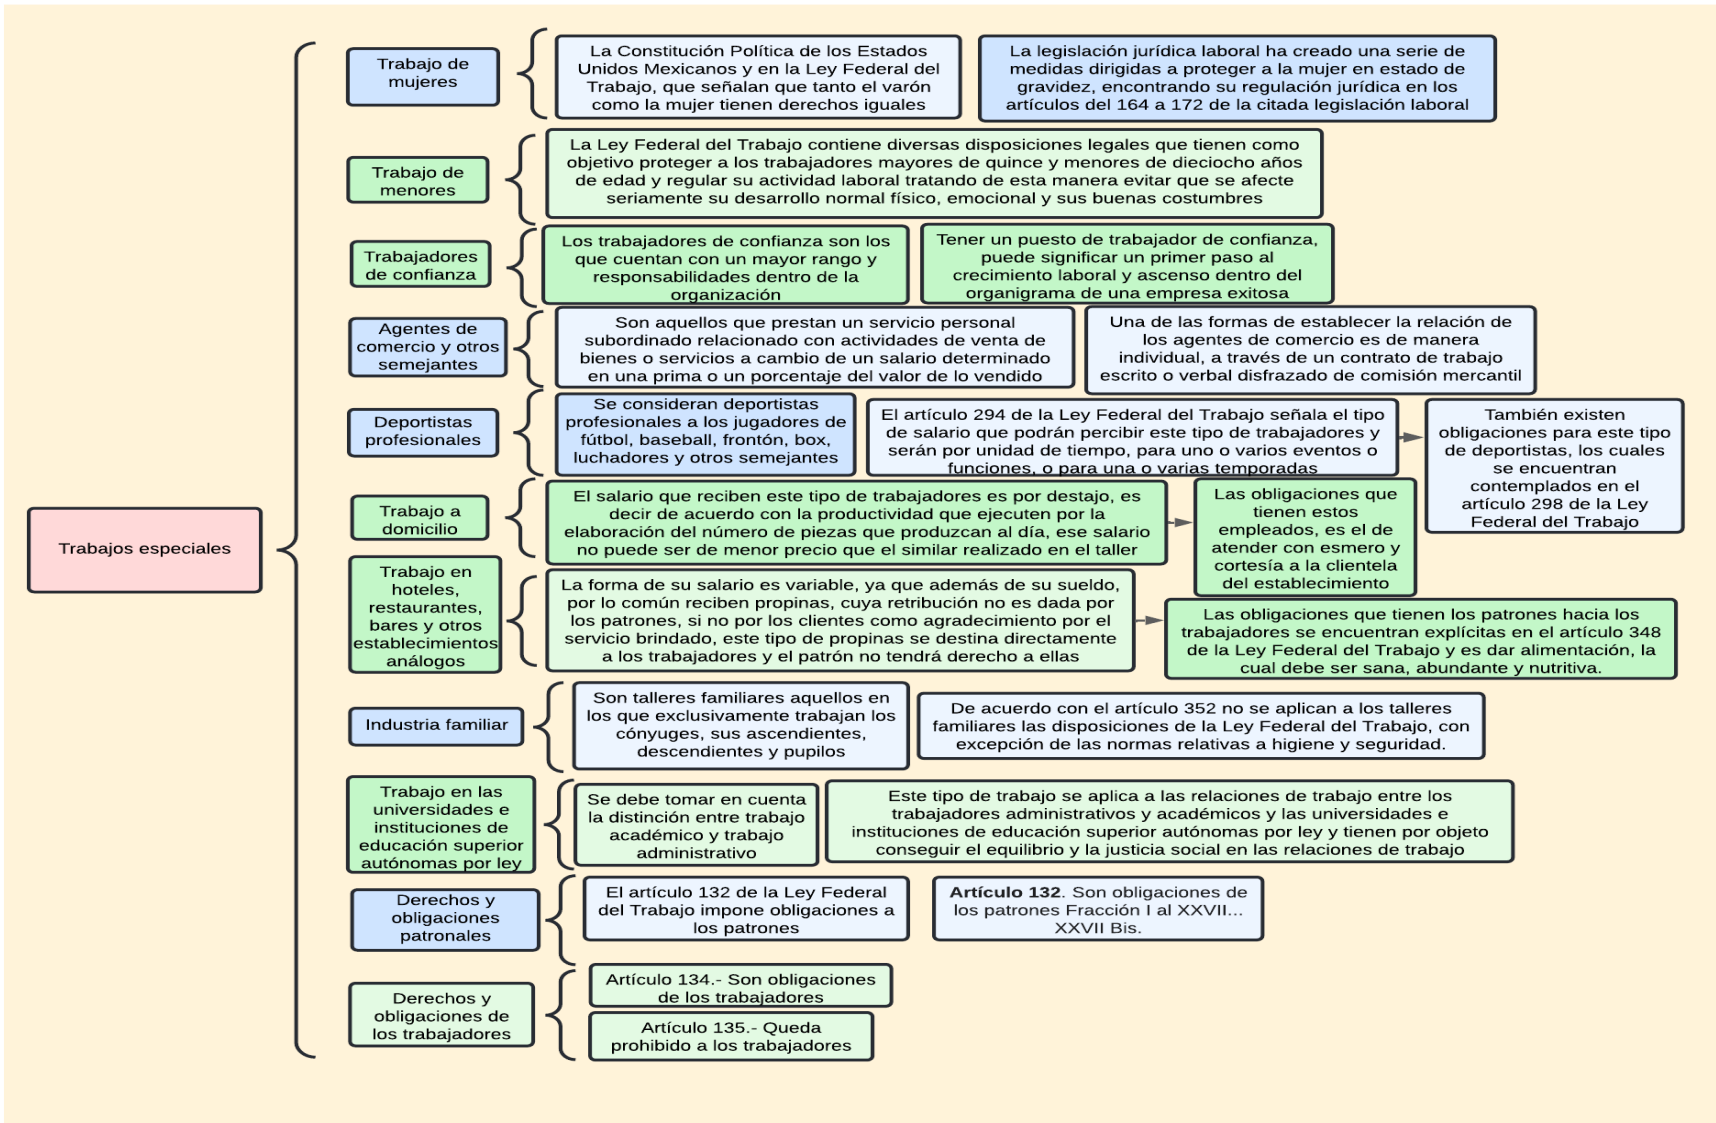 Trabajos especiales
Trabajo de
mujeres
La Constitución Política de los Estados
Unidos Mexicanos y en la Ley Federal del
Trabajo, que señalan que tanto el varón
como la mujer tienen derechos iguales
La legislación jurídica laboral ha creado una serie de
medidas dirigidas a proteger a la mujer en estado de
gravidez, encontrando su regulación jurídica en los
artículos del 164 a 172 de la citada legislación laboral
Trabajo de
menores
La Ley Federal del Trabajo contiene diversas disposiciones legales que tienen como
objetivo proteger a los trabajadores mayores de quince y menores de dieciocho años
de edad y regular su actividad laboral tratando de esta manera evitar que se afecte
seriamente su desarrollo normal físico, emocional y sus buenas costumbres
Trabajadores
de confianza
Los trabajadores de confianza son los
que cuentan con un mayor rango y
responsabilidades dentro de la
organización
Tener un puesto de trabajador de confianza,
puede significar un primer paso al
crecimiento laboral y ascenso dentro del
organigrama de una empresa exitosa
Agentes de
comercio y otros
semejantes
Son aquellos que prestan un servicio personal
subordinado relacionado con actividades de venta de
bienes o servicios a cambio de un salario determinado
en una prima o un porcentaje del valor de lo vendido
Una de las formas de establecer la relación de
los agentes de comercio es de manera
individual, a través de un contrato de trabajo
escrito o verbal disfrazado de comisión mercantil
Deportistas
profesionales
Se consideran deportistas
profesionales a los jugadores de
fútbol, baseball, frontón, box,
luchadores y otros semejantes
El artículo 294 de la Ley Federal del Trabajo señala el tipo
de salario que podrán percibir este tipo de trabajadores y
serán por unidad de tiempo, para uno o varios eventos o
funciones, o para una o varias temporadas
También existen
obligaciones para este tipo
de deportistas, los cuales
se encuentran
contemplados en el
artículo 298 de la Ley
Federal del Trabajo
Trabajo a
domicilio
El salario que reciben este tipo de trabajadores es por destajo, es
decir de acuerdo con la productividad que ejecuten por la
elaboración del número de piezas que produzcan al día, ese salario
no puede ser de menor precio que el similar realizado en el taller
Las obligaciones que
tienen estos
empleados, es el de
atender con esmero y
cortesía a la clientela
del establecimiento
Trabajo en
hoteles,
restaurantes,
bares y otros
establecimientos
análogos
La forma de su salario es variable, ya que además de su sueldo,
por lo común reciben propinas, cuya retribución no es dada por
los patrones, si no por los clientes como agradecimiento por el
servicio brindado, este tipo de propinas se destina directamente
a los trabajadores y el patrón no tendrá derecho a ellas
Las obligaciones que tienen los patrones hacia los
trabajadores se encuentran explícitas en el artículo 348
de la Ley Federal del Trabajo y es dar alimentación, la
cual debe ser sana, abundante y nutritiva.
Industria familiar
Son talleres familiares aquellos en
los que exclusivamente trabajan los
cónyuges, sus ascendientes,
descendientes y pupilos
De acuerdo con el artículo 352 no se aplican a los talleres
familiares las disposiciones de la Ley Federal del Trabajo, con
excepción de las normas relativas a higiene y seguridad.
Trabajo en las
universidades e
instituciones de
educación superior
autónomas por ley
Se debe tomar en cuenta
la distinción entre trabajo
académico y trabajo
administrativo
Este tipo de trabajo se aplica a las relaciones de trabajo entre los
trabajadores administrativos y académicos y las universidades e
instituciones de educación superior autónomas por ley y tienen por objeto
conseguir el equilibrio y la justicia social en las relaciones de trabajo
Derechos y
obligaciones
patronales
El artículo 132 de la Ley Federal
del Trabajo impone obligaciones a
los patrones
Artículo 132. Son obligaciones de
los patrones Fracción I al XXVII...
XXVII Bis.
Derechos y
obligaciones de
los trabajadores
Artículo 134.- Son obligaciones
de los trabajadores
Artículo 135.- Queda
prohibido a los trabajadores